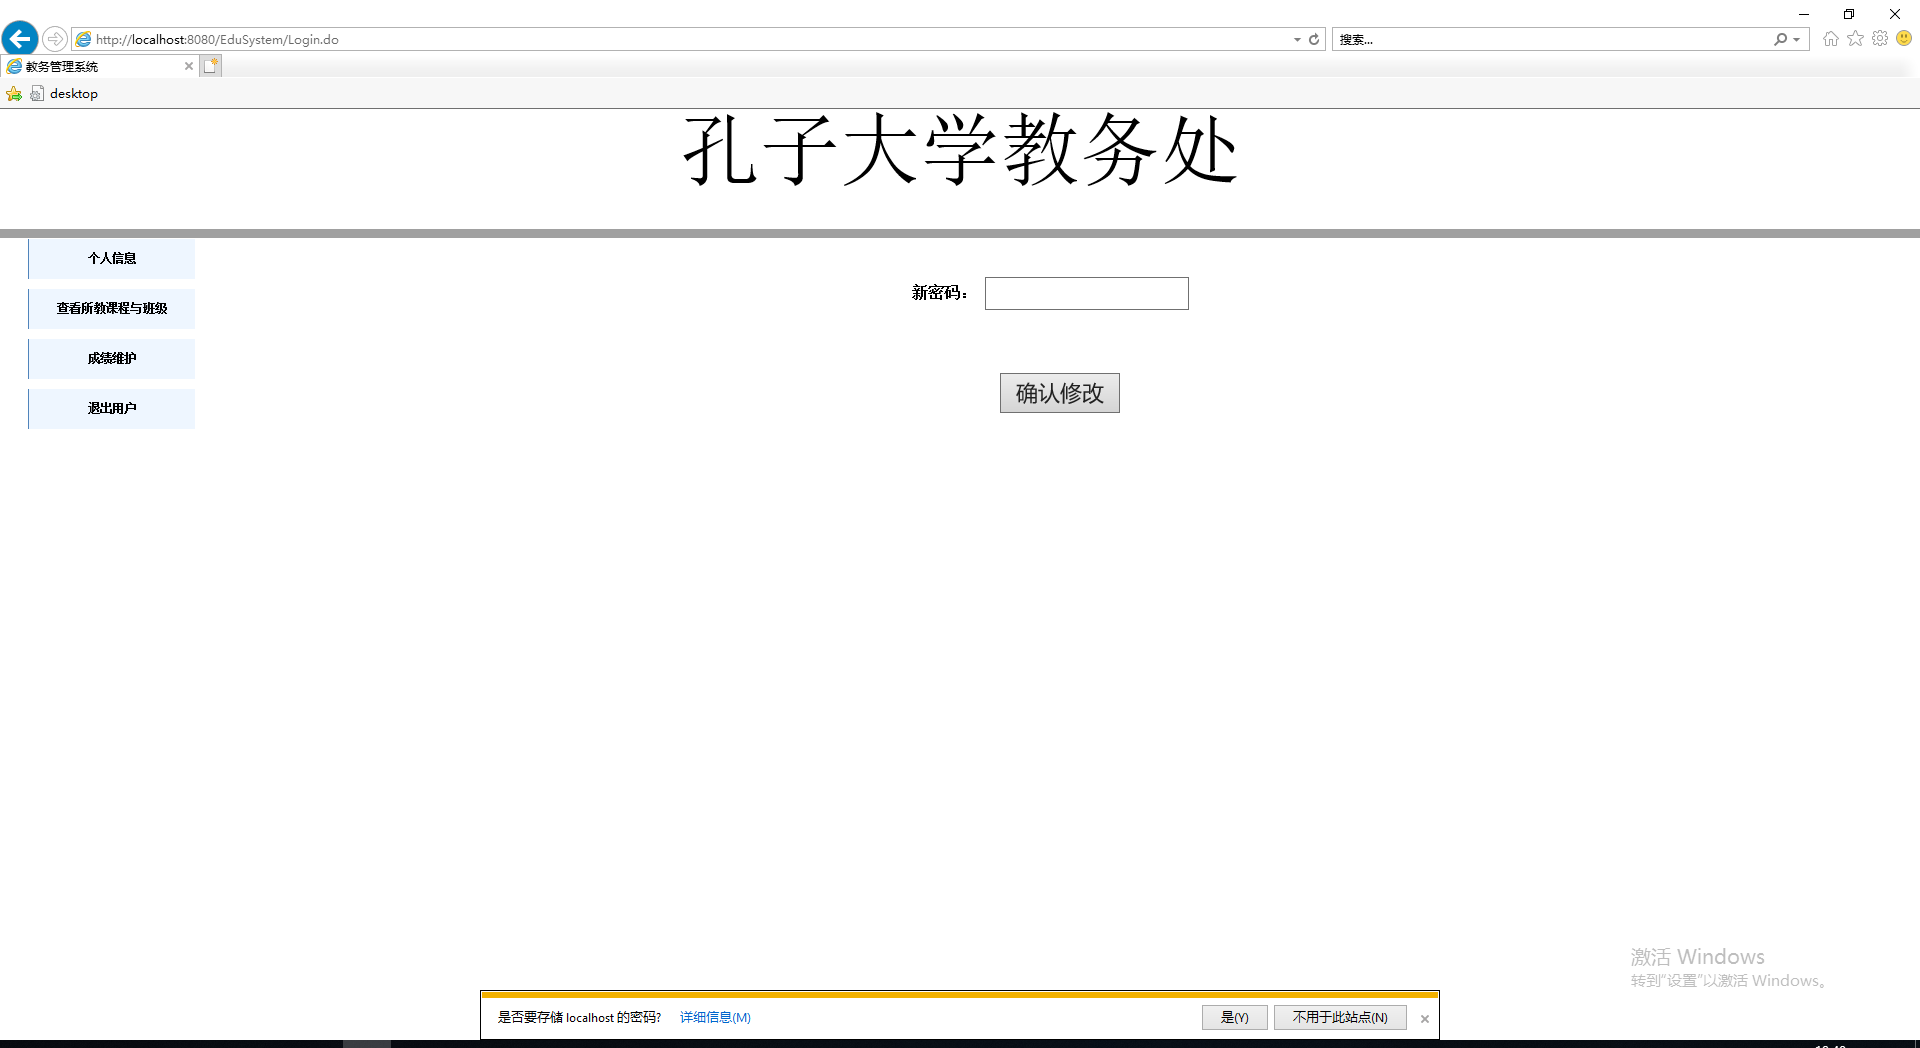 http://localhost:8080/EduSystem/Login.do
搜索...
教务管理系统
desktop
孔子大学教务处
个人信息
查看所教课程与班级
成绩维护
退出用户
新密码：
确认修改
激活 Windows
转到"设置"以激活 Windows。
是否要存储 localhost 的密码? 详细信息(M) 是(Y) 不用于此站点(N)